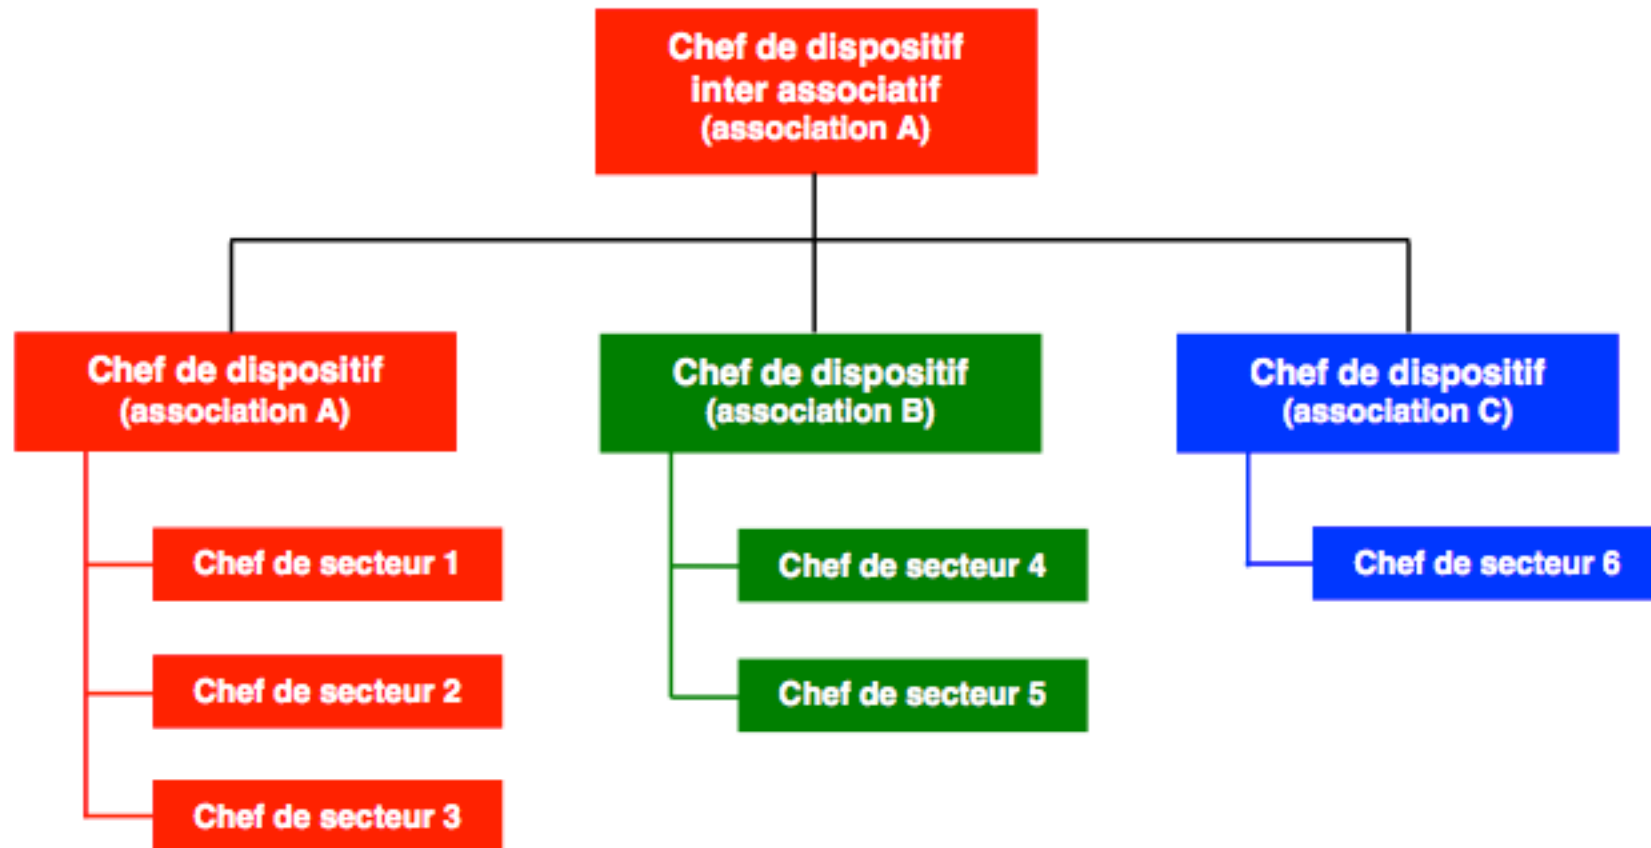 Chef de dispositif
inter associatif
(association A)
Chef de dispositif
(association A)
Chef de secteur 1
Chef de secteur 2
Chef de secteur 3
Chef de dispositif
(association B)
Chef de secteur 4
Chef de secteur 5
Chef de dispositif
(association C)
Chef de secteur 6